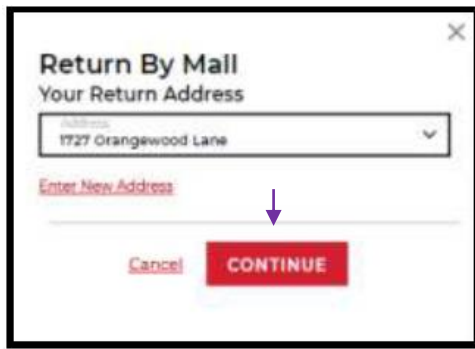 Return By Mail
Your Return Address
Address
1727 Orangewood Lane
Enter New Address
Cancel
CONTINUE